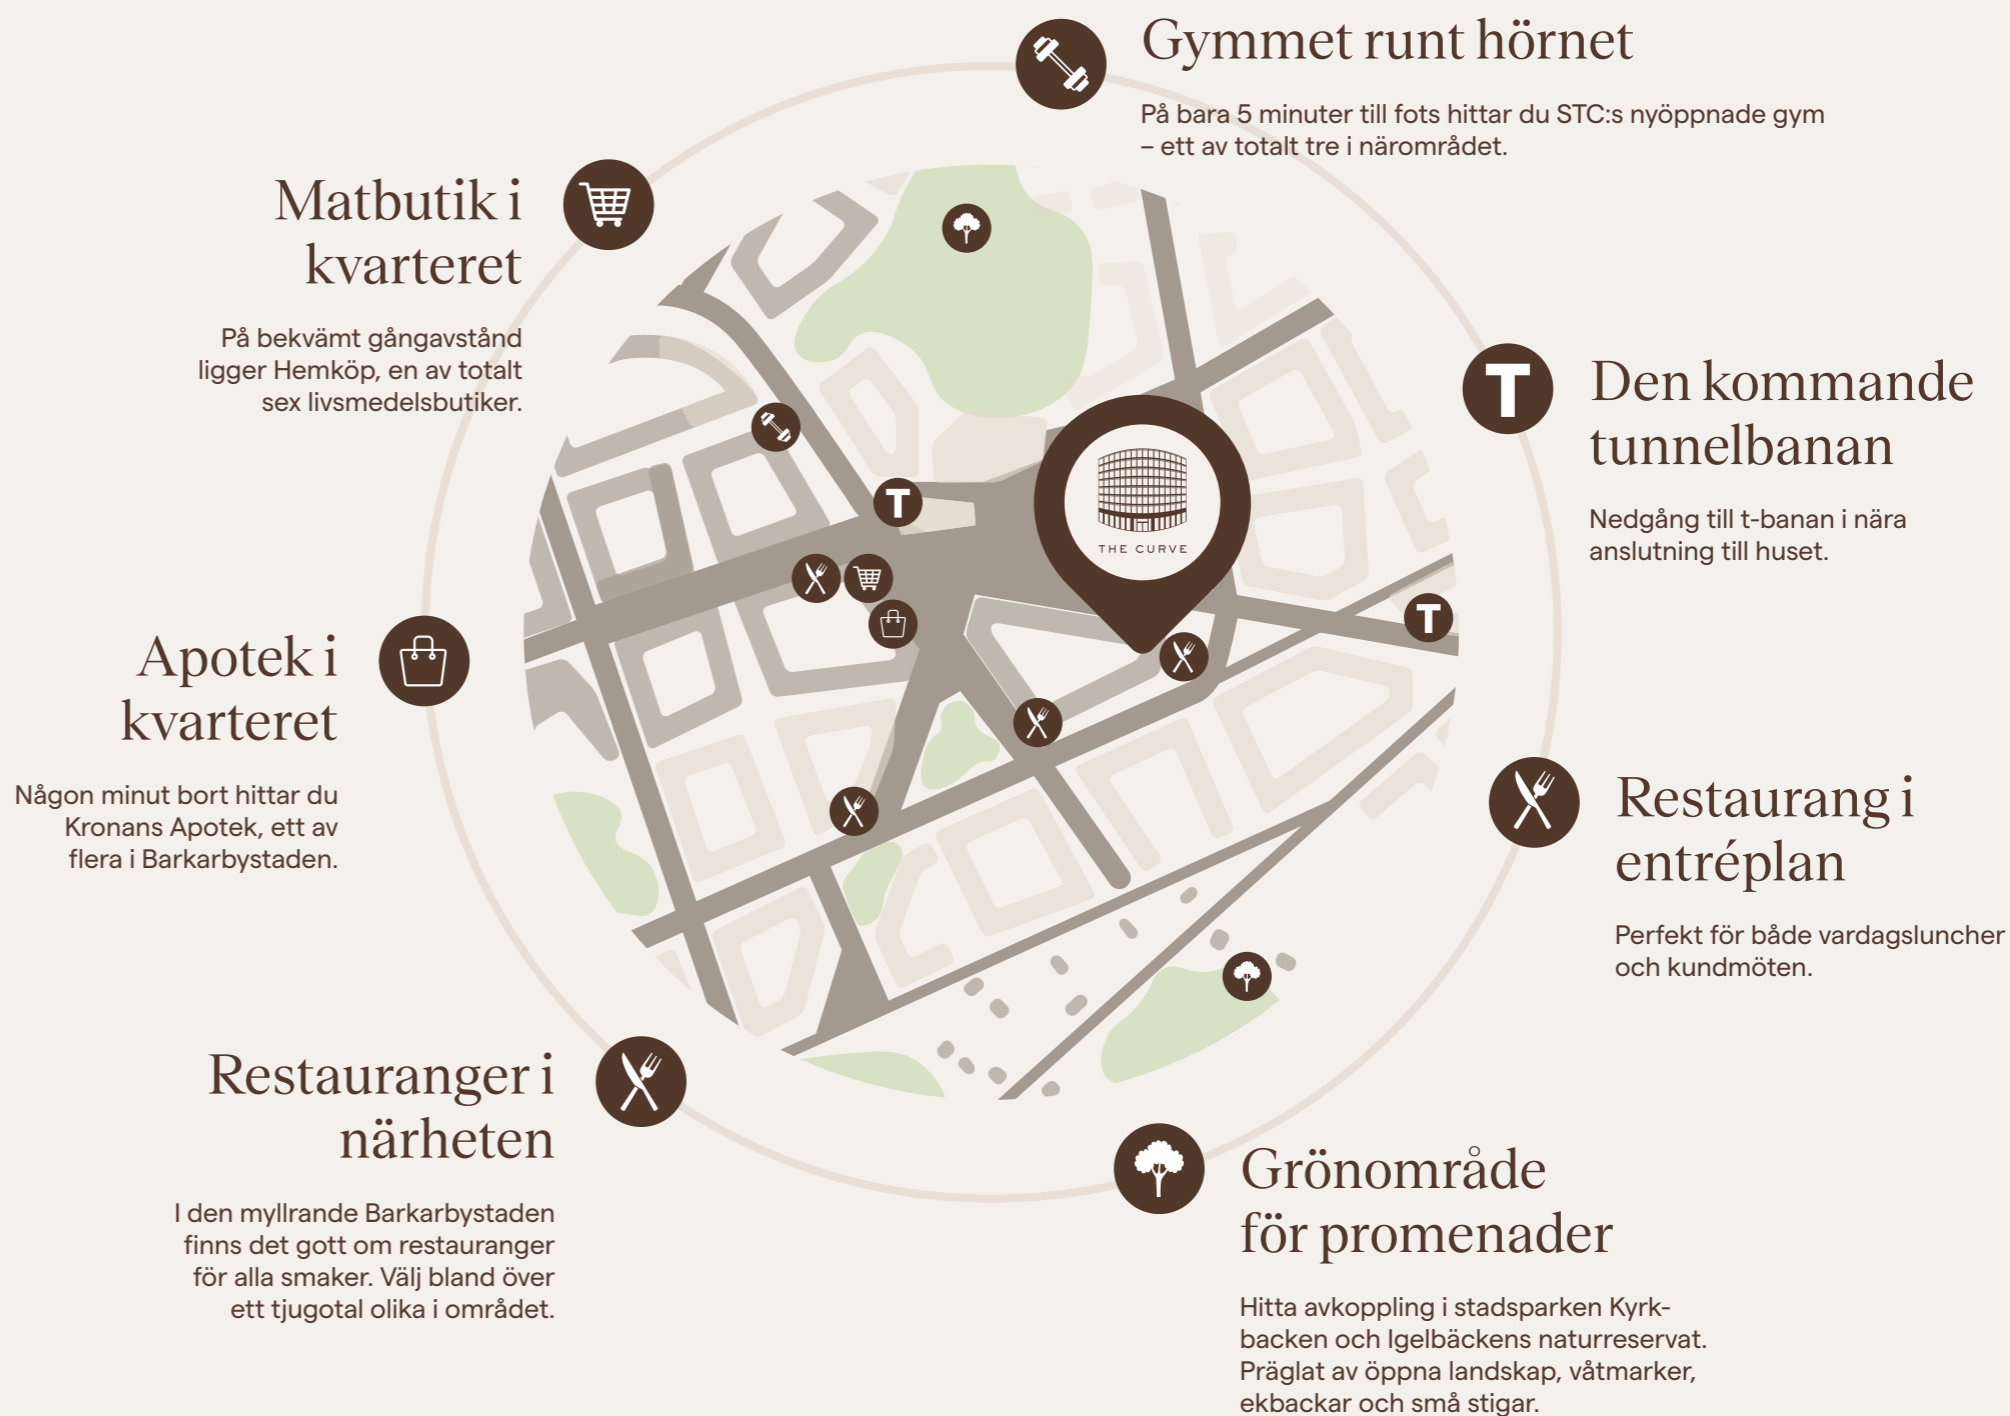 Gymmet runt hörnet
På bara 5 minuter till fots hittar du STC:s nyöppnade gym
– ett av totalt tre i närområdet.
Matbutik i
kvarteret
På bekvämt gångavstånd
ligger Hemköp, en av totalt
sex livsmedelsbutiker.
T
Den kommande
tunnelbanan
Nedgång till t-banan i nära
anslutning till huset.
T
THE CURVE
T
Apotek i
kvarteret
Någon minut bort hittar du
Kronans Apotek, ett av
flera i Barkarbystaden.
Restaurang i
entréplan
Perfekt för både vardagsluncher
och kundmöten.
Restauranger i
närheten
I den myllrande Barkarbystaden
finns det gott om restauranger
för alla smaker. Välj bland över
ett tjugotal olika i området.
Grönområde
för promenader
Hitta avkoppling i stadsparken Kyrk-
backen och Igelbäckens naturreservat.
Präglat av öppna landskap, våtmarker,
ekbackar och små stigar.